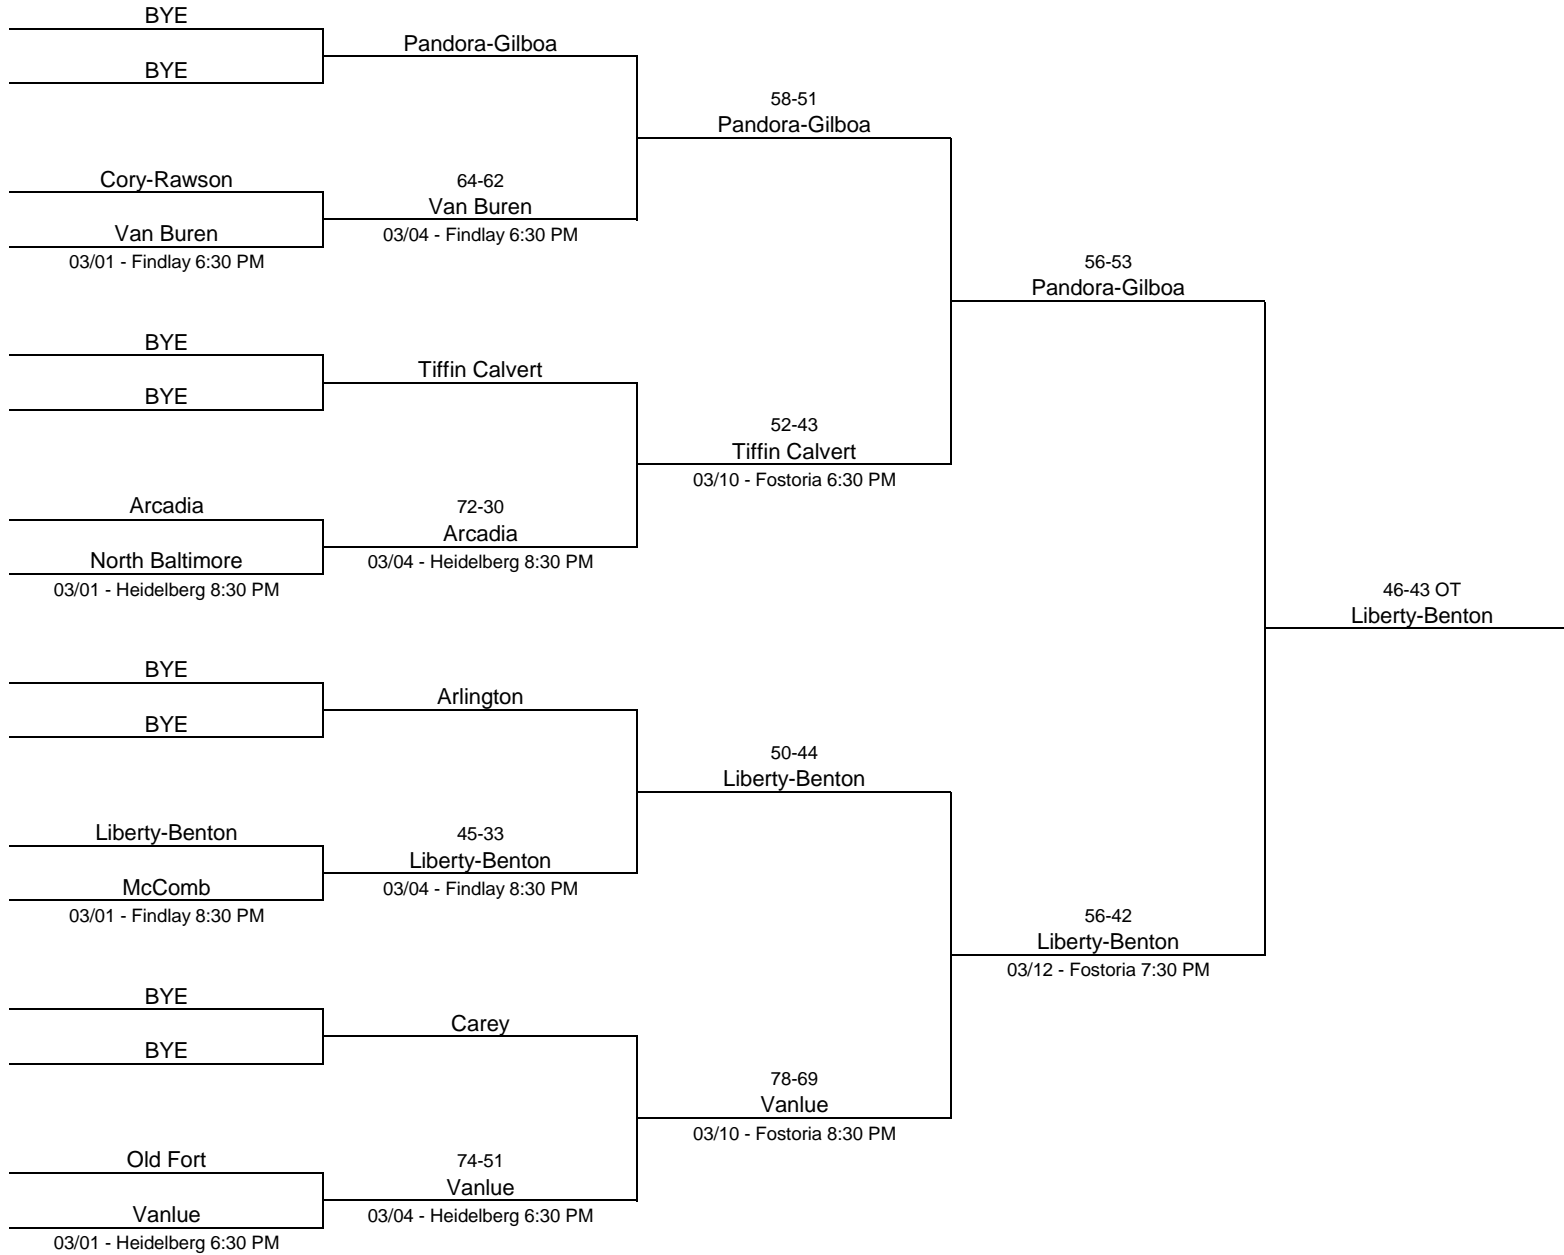 BYE
Pandora-Gilboa
BYE
58-51
Pandora-Gilboa
Cory-Rawson
64-62
Van Buren
Van Buren
03/04 - Findlay 6:30 PM
03/01 - Findlay 6:30 PM
56-53
Pandora-Gilboa
BYE
Tiffin Calvert
BYE
52-43
Tiffin Calvert
03/10 - Fostoria 6:30 PM
Arcadia
72-30
Arcadia
North Baltimore
03/04 - Heidelberg 8:30 PM
03/01 - Heidelberg 8:30 PM
46-43 OT
Liberty-Benton
BYE
Arlington
BYE
50-44
Liberty-Benton
Liberty-Benton
45-33
Liberty-Benton
McComb
03/04 - Findlay 8:30 PM
03/01 - Findlay 8:30 PM
56-42
Liberty-Benton
03/12 - Fostoria 7:30 PM
BYE
Carey
BYE
78-69
Vanlue
03/10 - Fostoria 8:30 PM
Old Fort
74-51
Vanlue
Vanlue
03/04 - Heidelberg 6:30 PM
03/01 - Heidelberg 6:30 PM